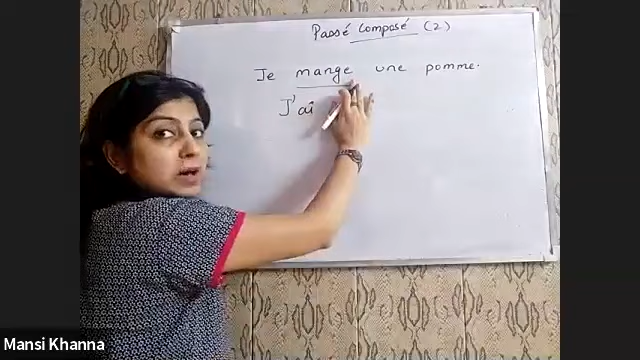 Passé Composé (2)
Je mange une pomme.
J'ai
Mansi Khanna